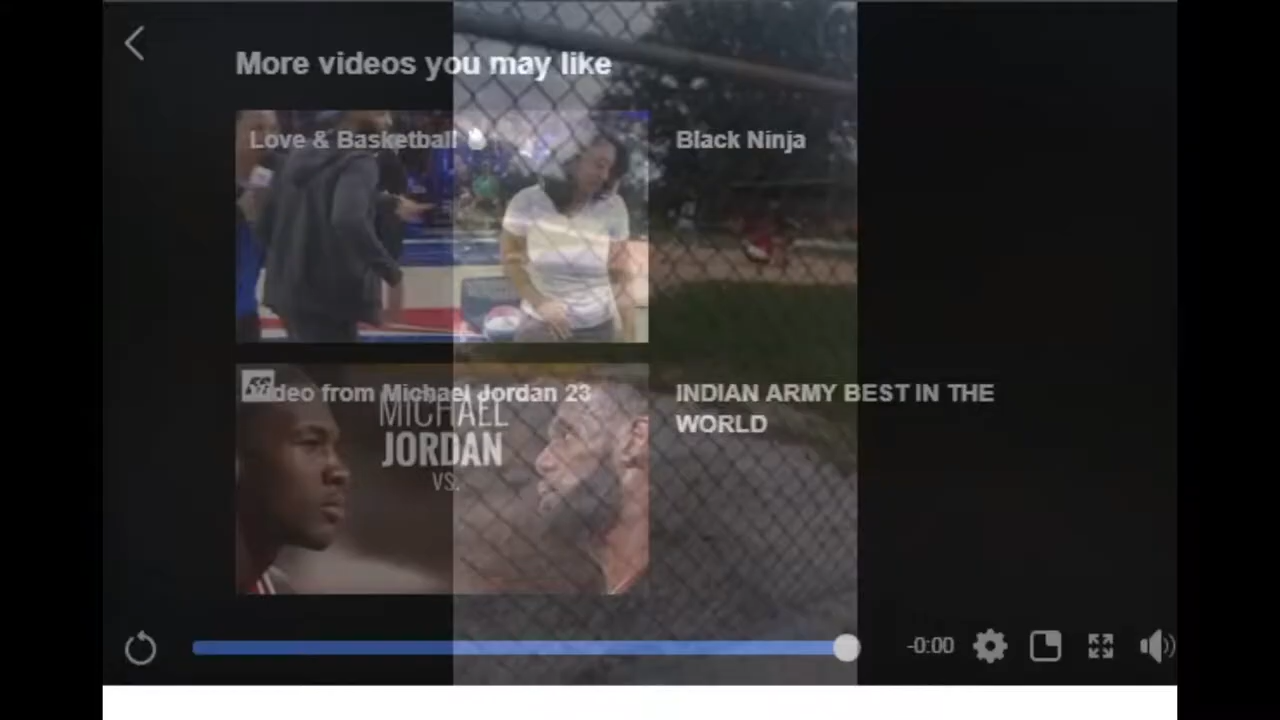 More videos you may like
Love & Basketball
Black Ninja
Video from Michael Jordan 23
MICHAEL
JORDAN
VS.
INDIAN ARMY BEST IN THE
WORLD
-0:00